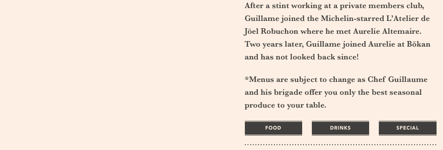 After a stint working at a private members club,
Guillame joined the Michelin-starred L'Atelier de
Jöel Robuchon where he met Aurelie Altemaire.
Two years later, Guillame joined Aurelie at Bökan
and has not looked back since!
*Menus are subject to change as Chef Guillaume
and his brigade offer you only the best seasonal
produce to your table.
FOOD
DRINKS
SPECIAL